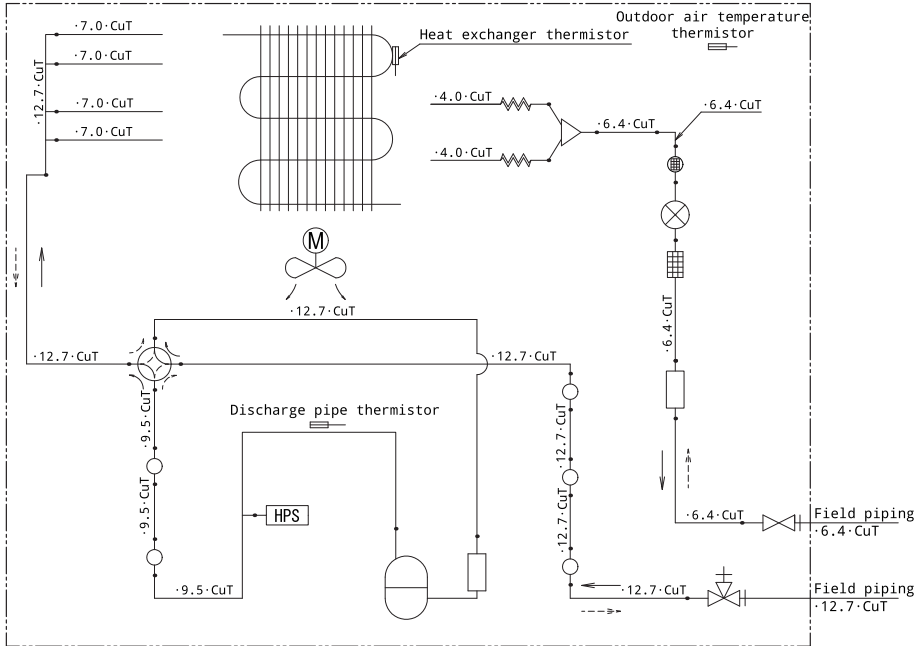 Outdoor air temperature
thermistor
·7.0·CuT
·7.0·CuT
·7.0·CuT
·7.0·CuT
·12.7·CuT
Heat exchanger thermistor
·4.0·CuT
·4.0·CuT
·6.4·CuT
·6.4·CuT
M
·12.7·CuT
·12.7·CuT
·12.7·CuT
·6.4·CuT
·9.5·CuT
·9.5·CuT
Discharge pipe thermistor
HPS
·9.5·CuT
·12.7·CuT
·12.7·CuT
·6.4·CuT
Field piping
·6.4·CuT
·12.7·CuT
Field piping
·12.7·CuT